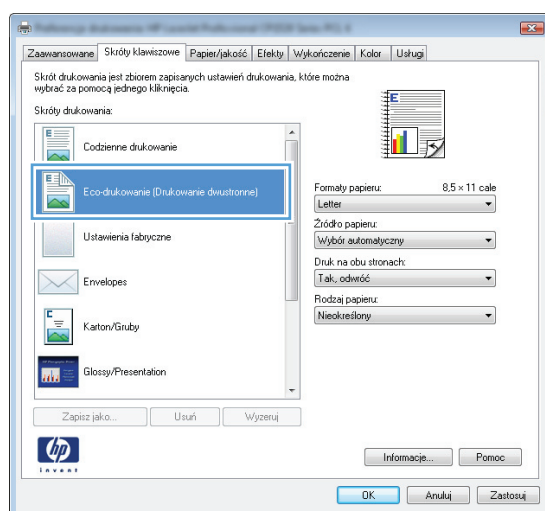 Zaawansowane Skróty klawiszowe Papier/jakość Efekty Wykończenie Kolor Usługi
Skrót drukowania jest zbiorem zapisanych ustawień drukowania, które można
wybrać za pomocą jednego kliknięcia.
Skróty drukowania:
E
E
Codzienne drukowanie
E
Eco-drukowanie (Drukowanie dwustronne)
Formaty papieru: 8,5 × 11 cale
Letter
Źródło papieru:
Ustawienia fabryczne
Wybór automatyczny
Druk na obu stronach:
Envelopes
Tak, odwróć
Rodzaj papieru:
Nieokreślony
Karton/Gruby
Glossy/Presentation
Zapisz jako... Usuń Wyzeruj
hp
invent
Informacje... Pomoc
OK Anuluj Zastosuj